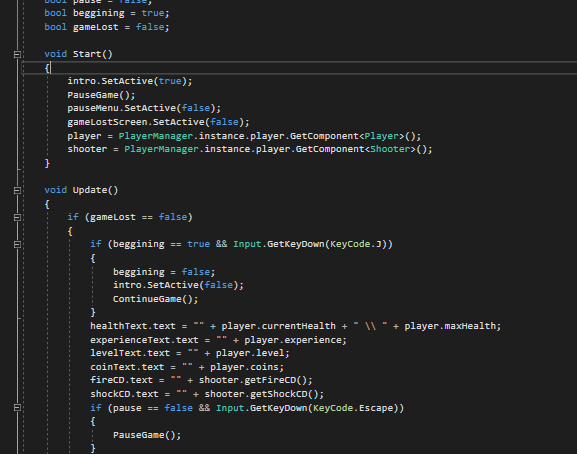 bool pause = false;
bool beggining = true;
bool gameLost = false;
void Start()
{
intro.SetActive(true);
PauseGame();
pauseMenu.SetActive(false);
gameLostScreen.SetActive(false);
player = PlayerManager.instance.player.GetComponent<Player>();
shooter = PlayerManager.instance.player.GetComponent<Shooter>();
}
void Update()
{
if (gameLost == false)
{
if (beggining == true && Input.GetKeyDown(KeyCode.J))
{
beggining = false;
intro.SetActive(false);
ContinueGame();
}
healthText.text = "" + player.currentHealth + " \\ " + player.maxHealth;
experienceText.text = "" + player.experience;
levelText.text = "" + player.level;
coinText.text = "" + player.coins;
fireCD.text = "" + shooter.getFireCD();
shockCD.text = "" + shooter.getShockCD();
if (pause == false && Input.GetKeyDown(KeyCode.Escape))
{
PauseGame();
}